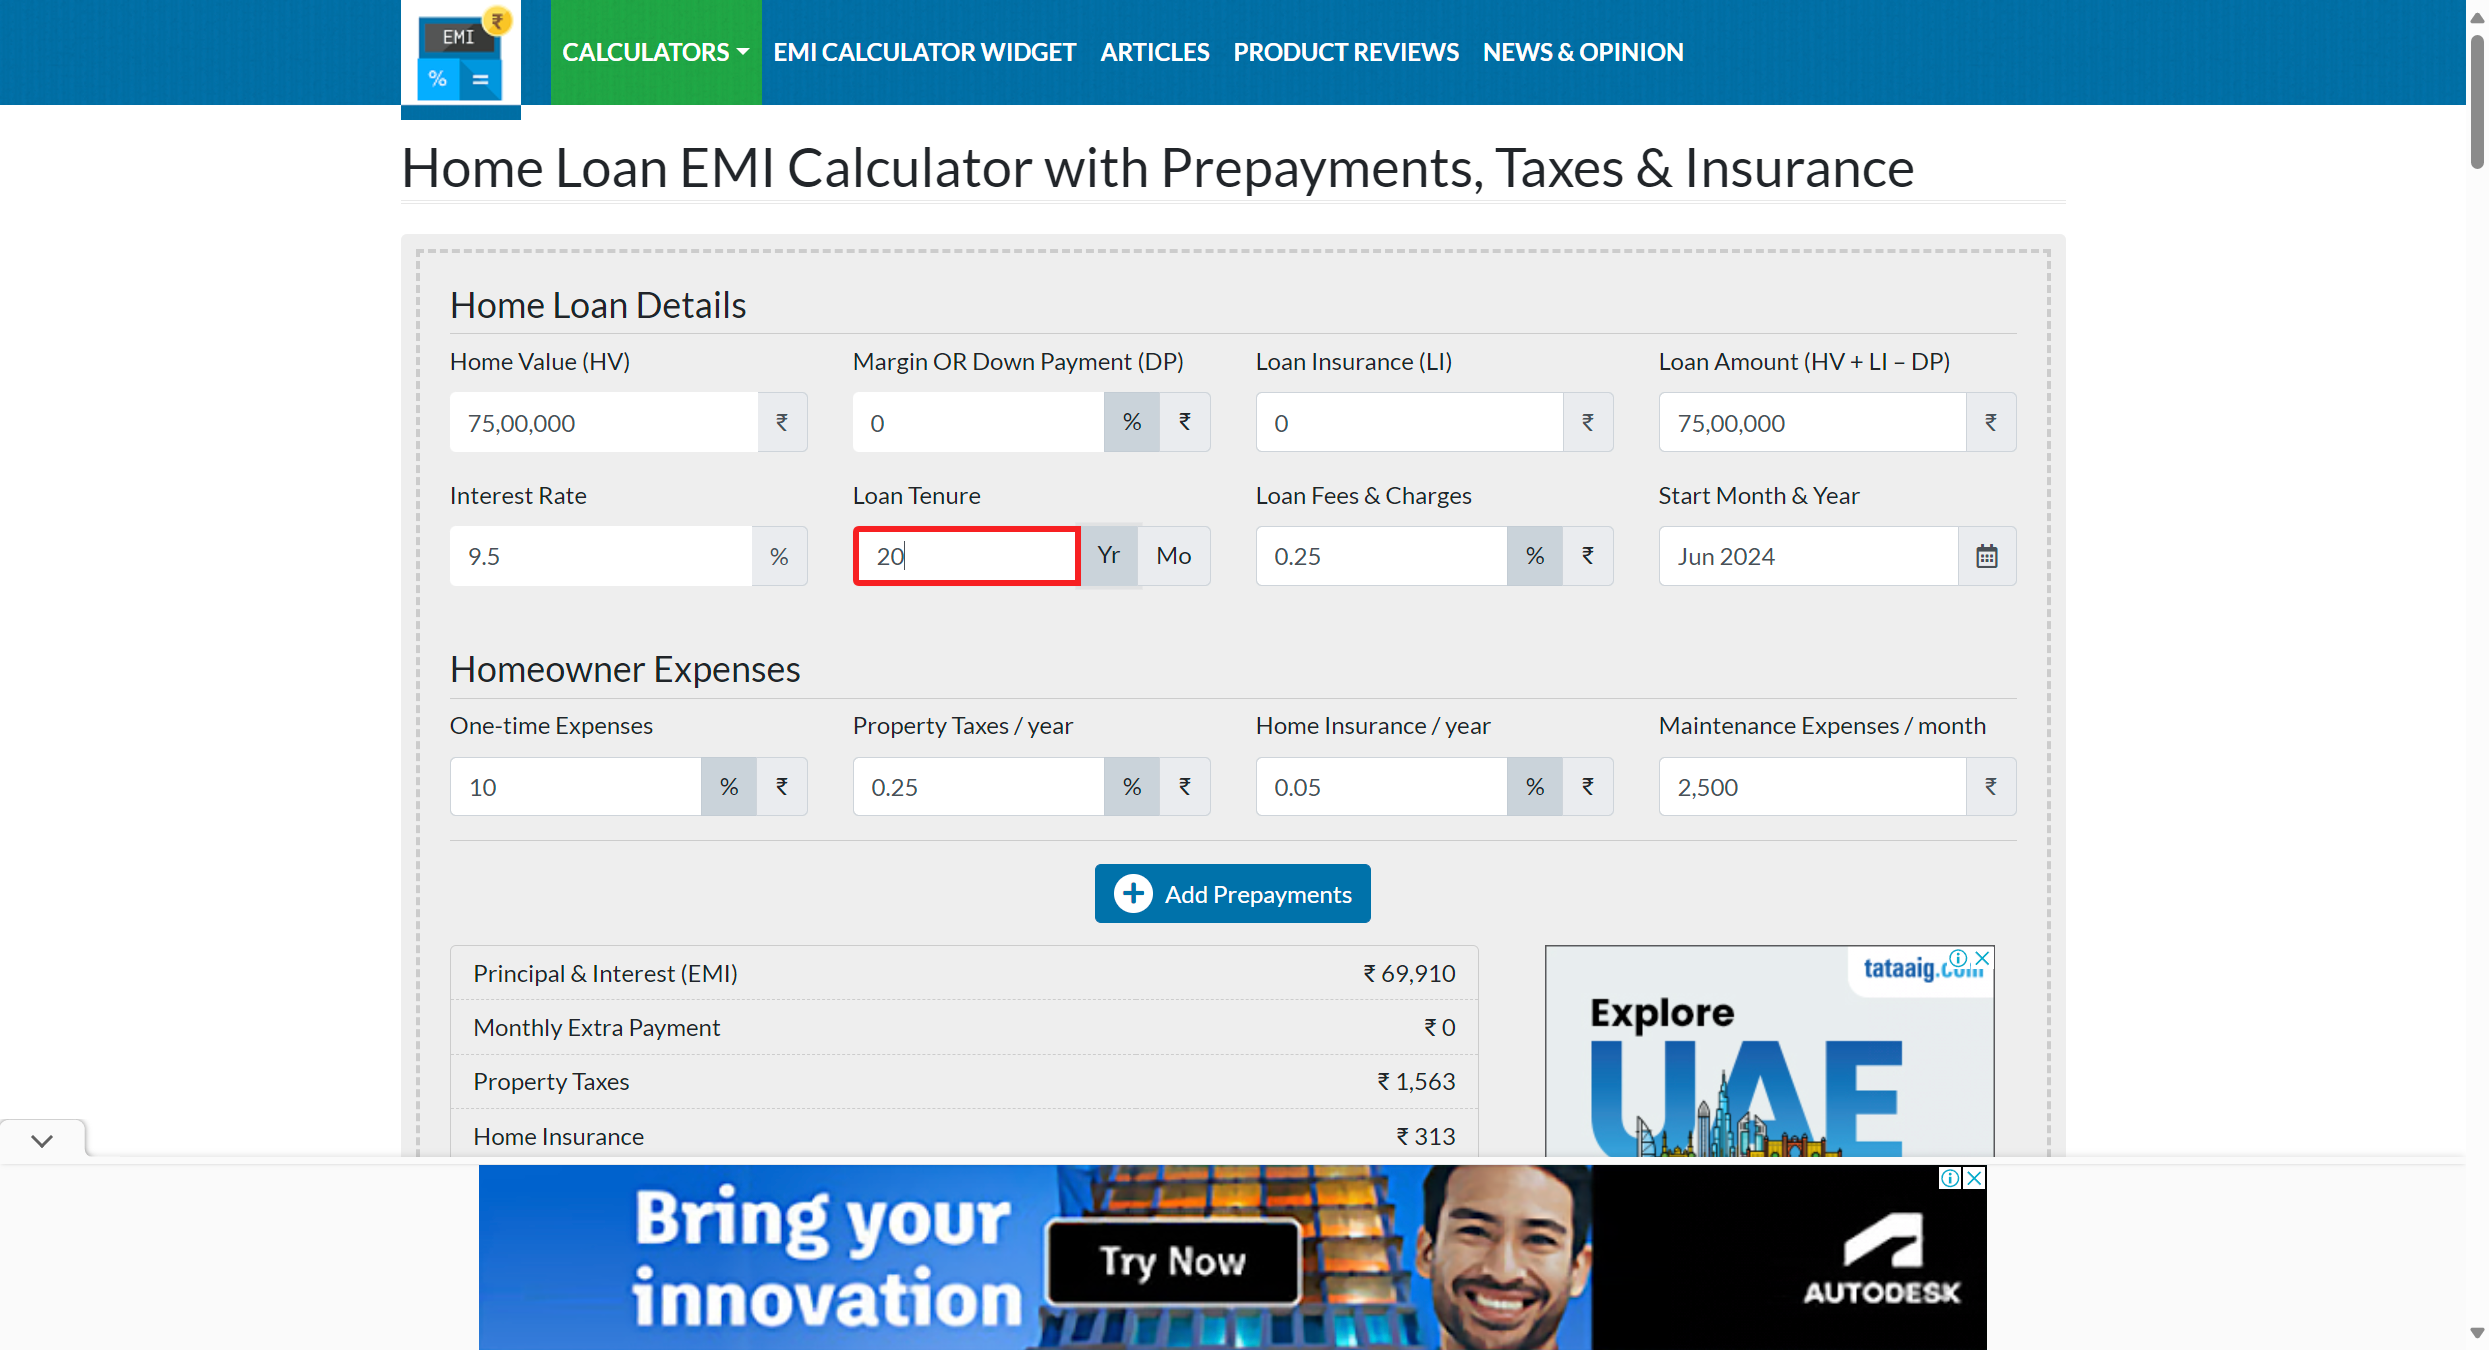 EMI
₹
%
=
CALCULATORS
EMI CALCULATOR WIDGET
ARTICLES
PRODUCT REVIEWS
NEWS & OPINION
Home Loan EMI Calculator with Prepayments, Taxes & Insurance
Home Loan Details
Home Value (HV)
Margin OR Down Payment (DP)
Loan Insurance (LI)
Loan Amount (HV + LI – DP)
75,00,000 ₹
0 % ₹
0 ₹
75,00,000 ₹
Interest Rate
Loan Tenure
Loan Fees & Charges
Start Month & Year
9.5 %
20 Yr Mo
0.25 % ₹
Jun 2024
Homeowner Expenses
One-time Expenses
Property Taxes / year
Home Insurance / year
Maintenance Expenses / month
10 % ₹
0.25 % ₹
0.05 % ₹
2,500 ₹
Add Prepayments
Principal & Interest (EMI) ₹ 69,910
Monthly Extra Payment ₹ 0
Property Taxes ₹ 1,563
Home Insurance ₹ 313
tataaig.com
Explore
UAE
Bring your
innovation
Try Now
AUTODESK